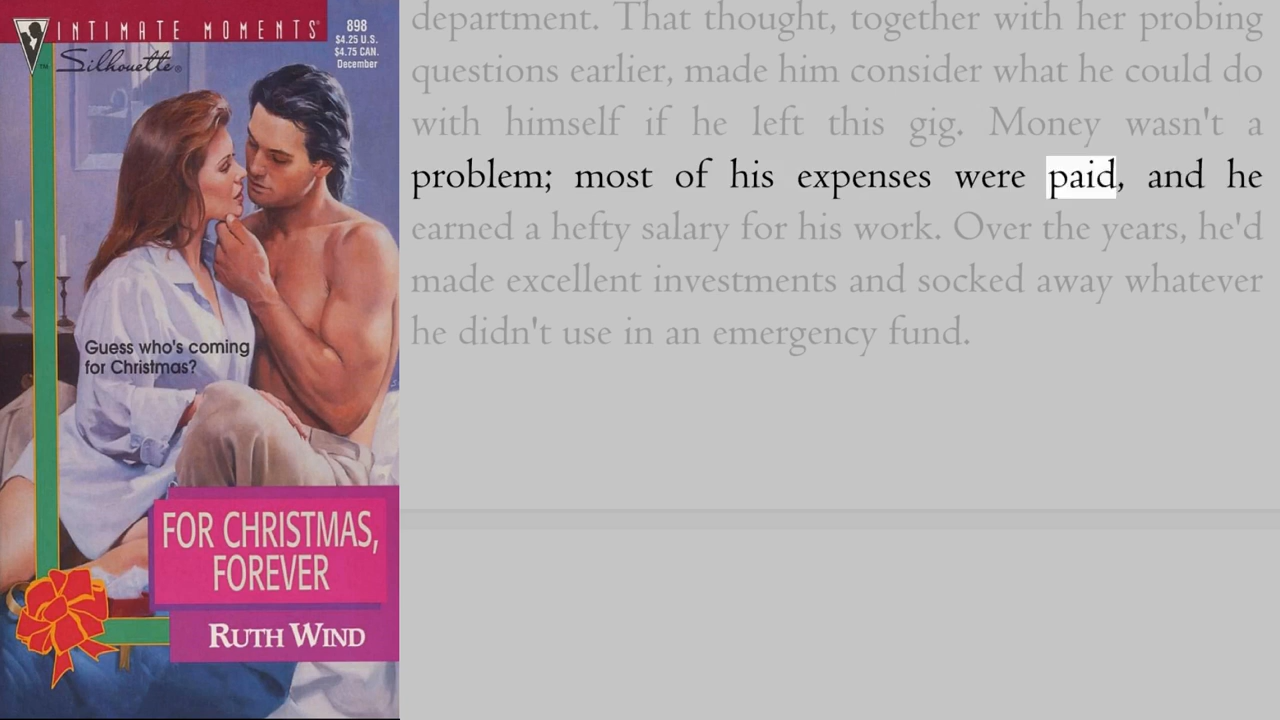 INTIMATE MOMENTS®
Silhouette®
TM
898
$4.25 U.S.
$4.75 CAN.
December
Guess who's coming
for Christmas?
FOR CHRISTMAS,
FOREVER
RUTH WIND
department. That thought, together with her probing
questions earlier, made him consider what he could do
with himself if he left this gig. Money wasn't a
problem; most of his expenses were paid, and he
earned a hefty salary for his work. Over the years, he'd
made excellent investments and socked away whatever
he didn't use in an emergency fund.